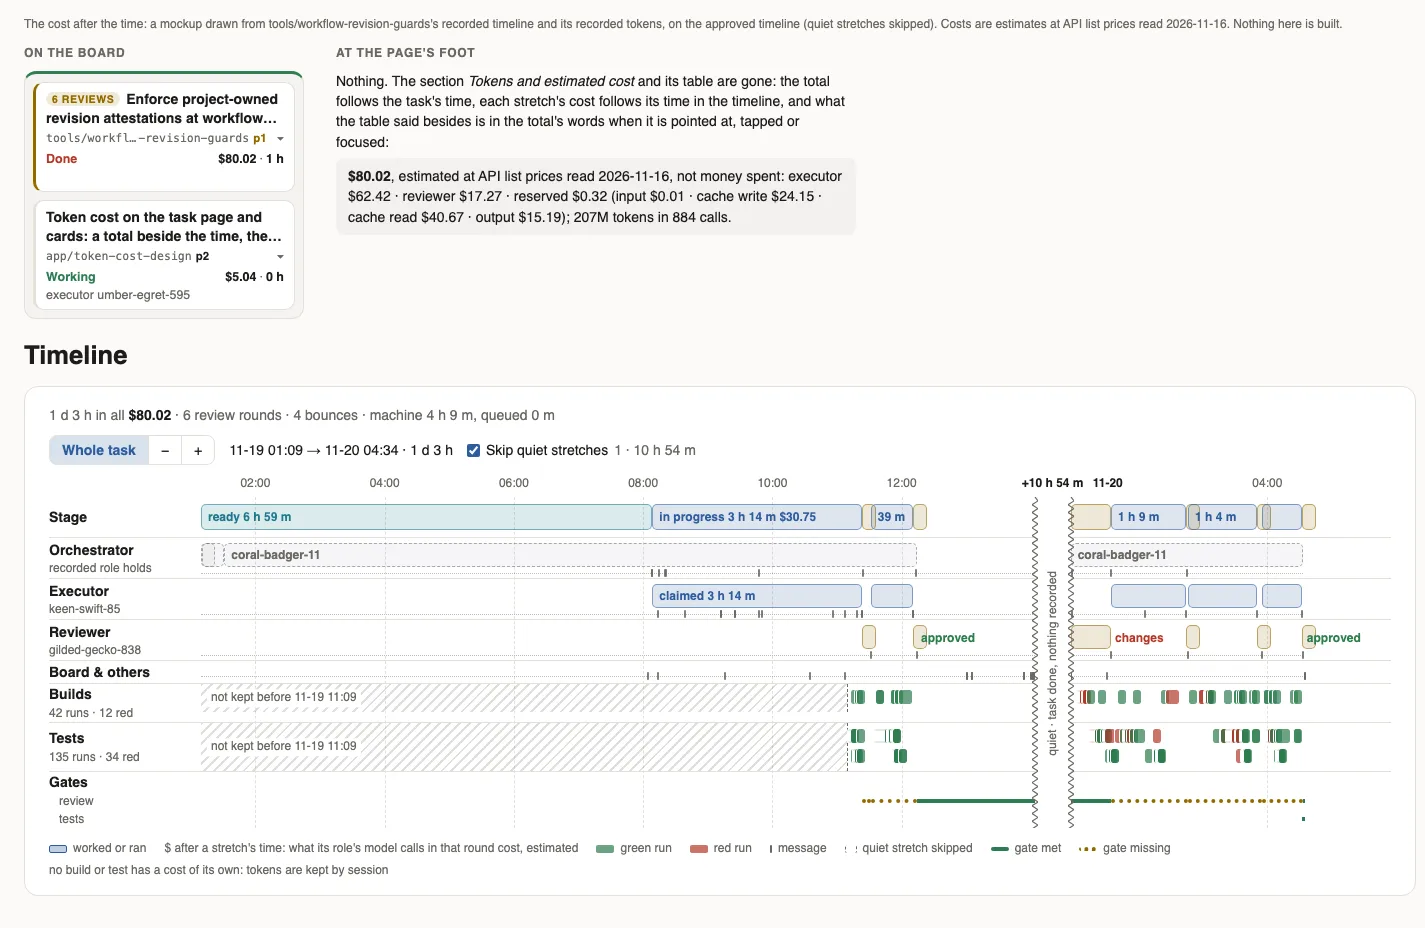 The cost after the time: a mockup drawn from tools/workflow-revision-guards's recorded timeline and its recorded tokens, on the approved timeline (quiet stretches skipped). Costs are estimates at API list prices read 2026-11-16. Nothing here is built.
ON THE BOARD
6 REVIEWS Enforce project-owned
revision attestations at workflow...
tools/workfl…-revision-guards p1
Done $80.02 · 1 h
Token cost on the task page and
cards: a total beside the time, the...
app/token-cost-design p2
Working $5.04 · 0 h
executor umber-egret-595
AT THE PAGE'S FOOT
Nothing. The section Tokens and estimated cost and its table are gone: the total
follows the task's time, each stretch's cost follows its time in the timeline, and what
the table said besides is in the total's words when it is pointed at, tapped or
focused:
$80.02, estimated at API list prices read 2026-11-16, not money spent: executor
$62.42 · reviewer $17.27 · reserved $0.32 (input $0.01 · cache write $24.15 ·
cache read $40.67 · output $15.19); 207M tokens in 884 calls.
Timeline
1 d 3 h in all $80.02 · 6 review rounds · 4 bounces · machine 4 h 9 m, queued 0 m
Whole task − + 11-19 01:09 → 11-20 04:34 · 1 d 3 h Skip quiet stretches 1 · 10 h 54 m
02:00 04:00 06:00 08:00 10:00 12:00 +10 h 54 m 11-20 04:00
Stage ready 6 h 59 m in progress 3 h 14 m $30.75 39 m 1 h 9 m 1 h 4 m
Orchestrator
recorded role holds
coral-badger-11 coral-badger-11
Executor
keen-swift-85
claimed 3 h 14 m
Reviewer
gilded-gecko-838
approved changes approved
Board & others
quiet · task done, nothing recorded
Builds
42 runs · 12 red
not kept before 11-19 11:09
Tests
135 runs · 34 red
not kept before 11-19 11:09
Gates
review
tests
worked or ran $ after a stretch's time: what its role's model calls in that round cost, estimated green run red run message quiet stretch skipped gate met gate missing
no build or test has a cost of its own: tokens are kept by session